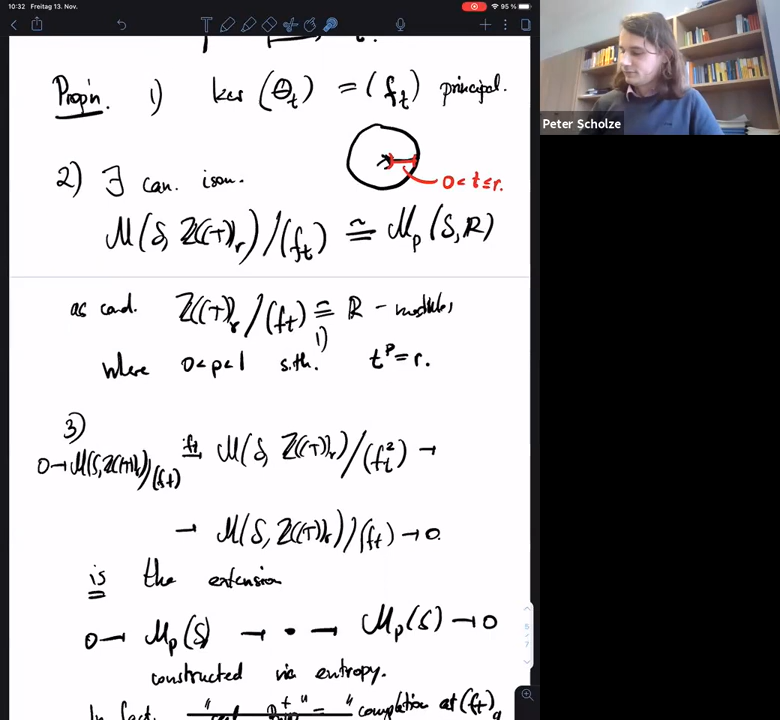 10:32 Freitag 13. Nov.
95 %
Peter Scholze
Prop'n. 1) ker (θ_t) = (f_t) principal.
0 < t ≤ r.
2) ∃ can. isom.
M(S, Z((T))_r)/(f_t) ≅ M_p(S, R)
as cond. Z((T))_r/(f_t) ≅ R - modules
1)
where 0<p<1 s.th. t^p = r.
3)
0 → M(S, Z((T))_r)/(f_t) f_t→ M(S, Z((T))_r)/(f_t^2) →
→ M(S, Z((T))_r)/(f_t) → 0.
is the extension
0 → M_p(S) → • → M_p(S) → 0
constructed via entropy.
In fact, = "completion at (f_t)